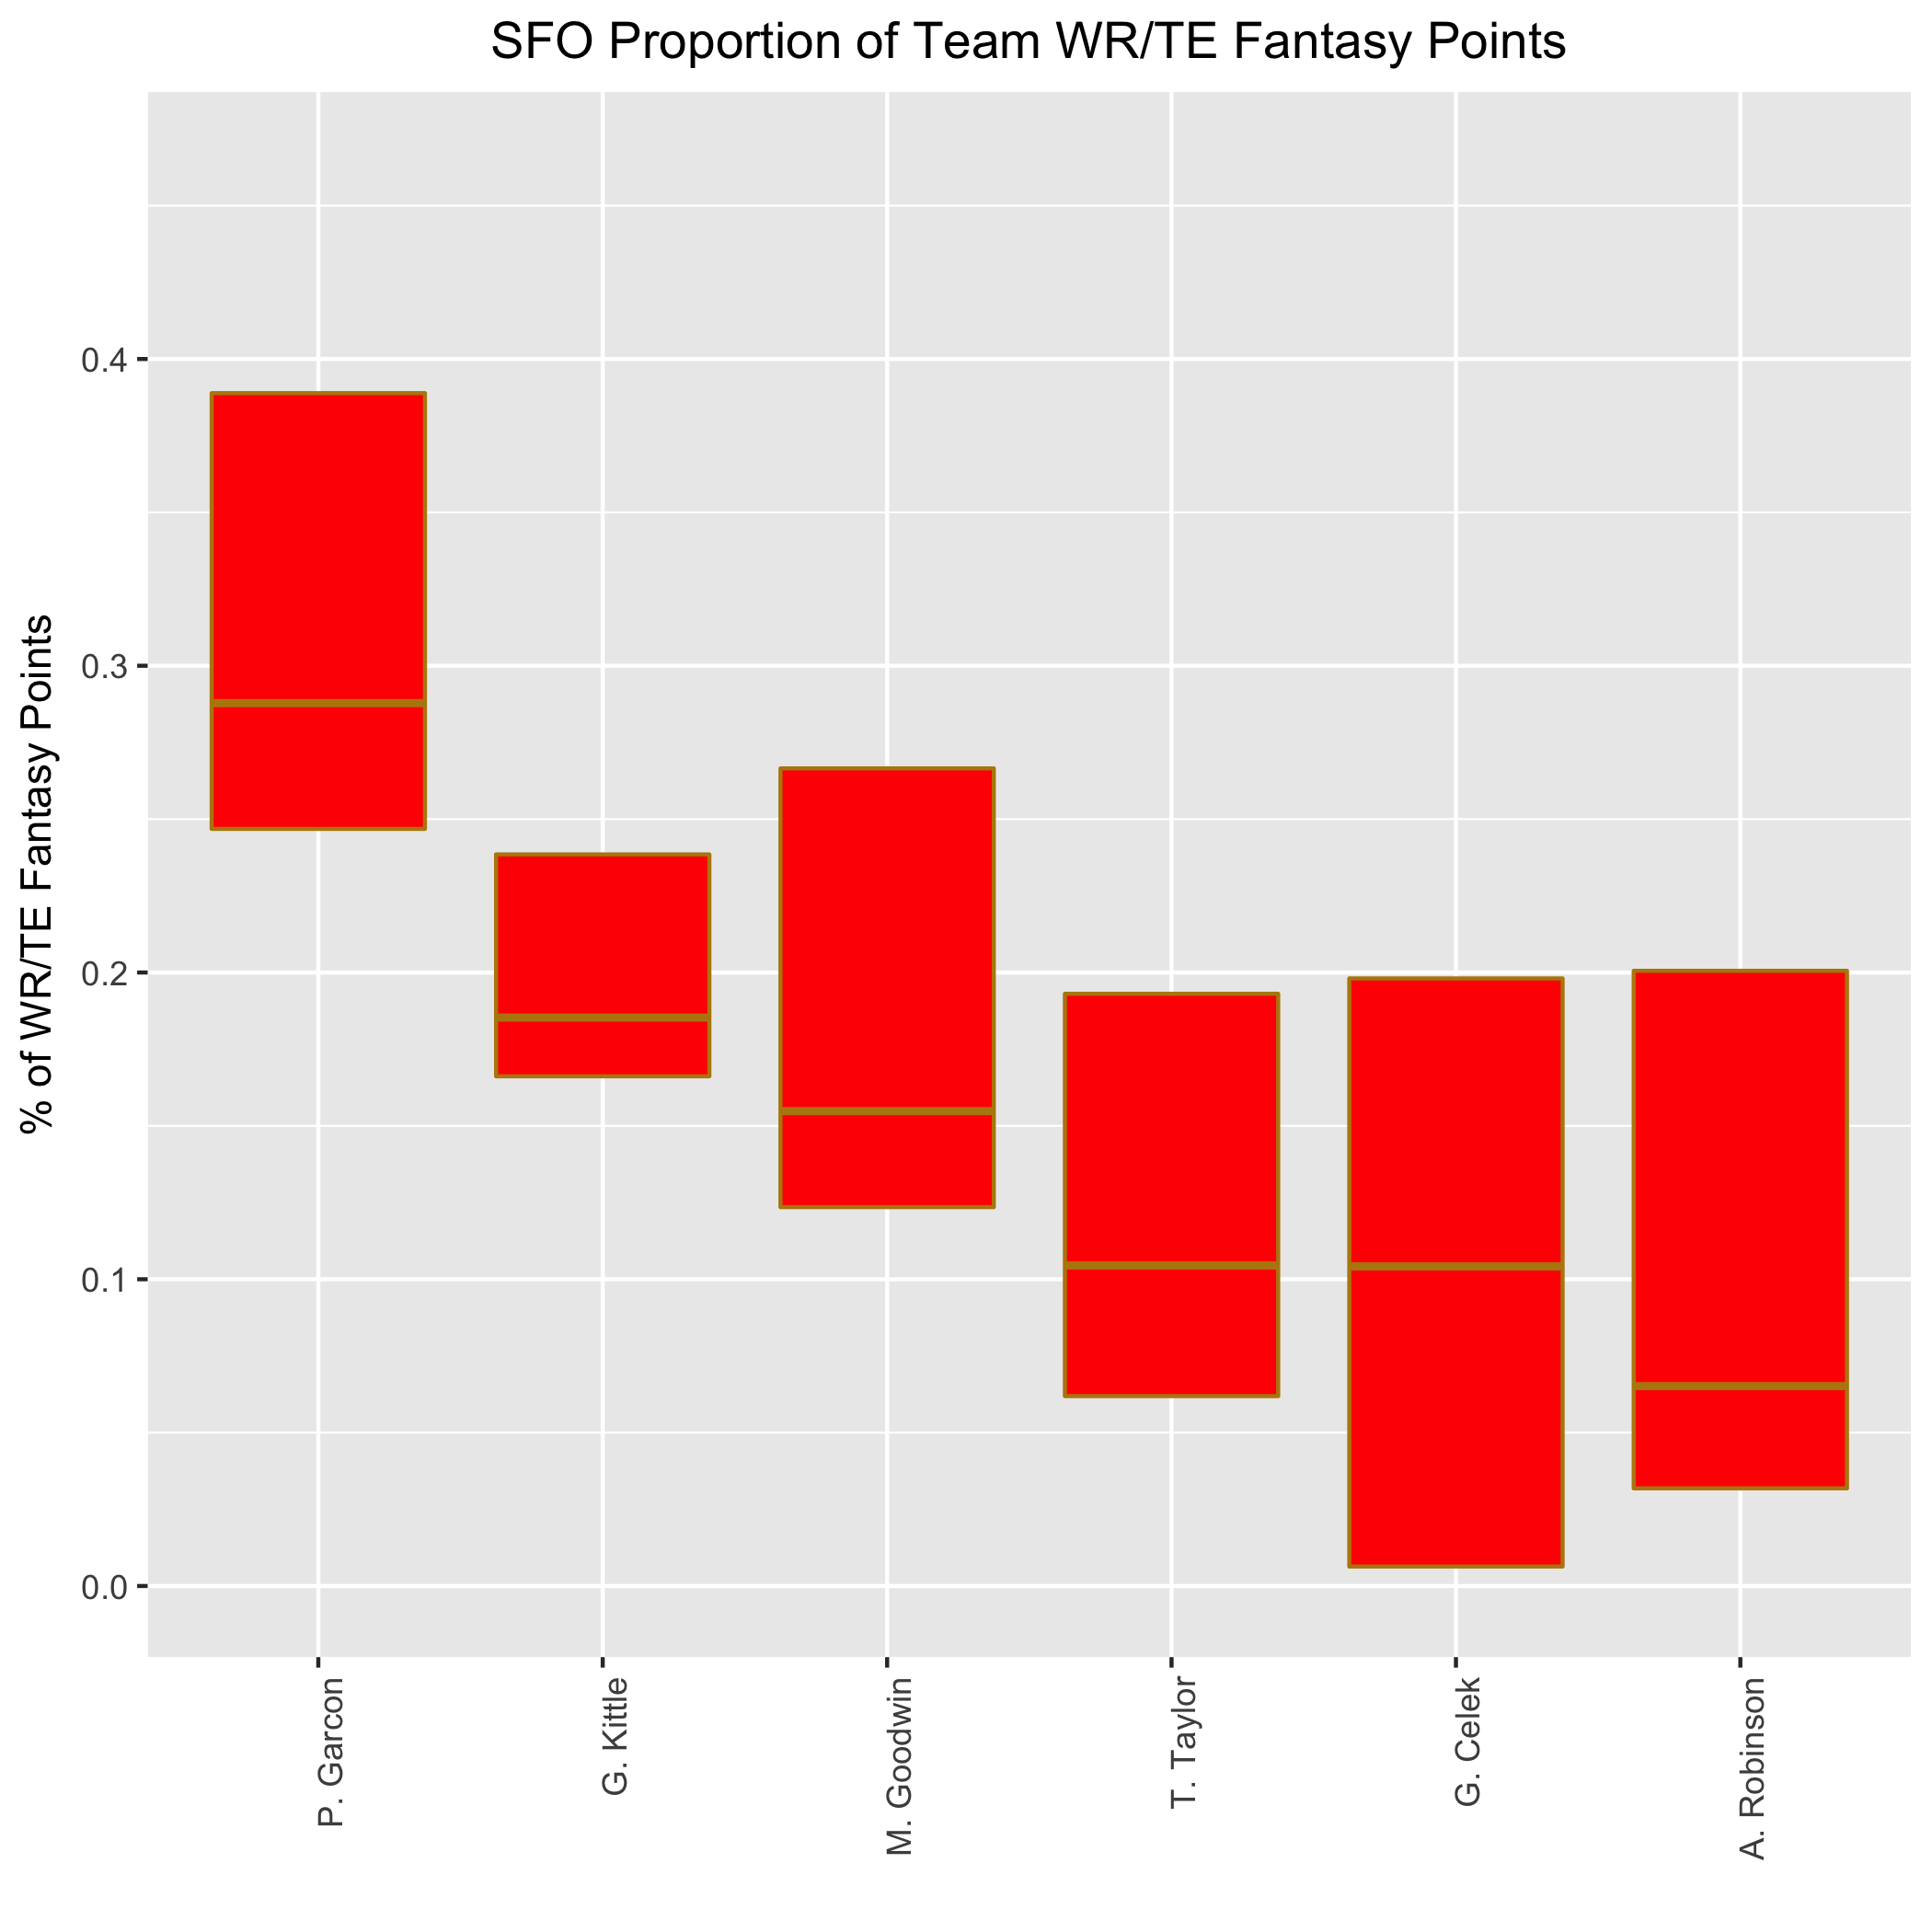 SFO Proportion of Team WR/TE Fantasy Points
% of WR/TE Fantasy Points
0.4
0.3
0.2
0.1
0.0
P. Garcon
G. Kittle
M. Goodwin
T. Taylor
G. Celek
A. Robinson